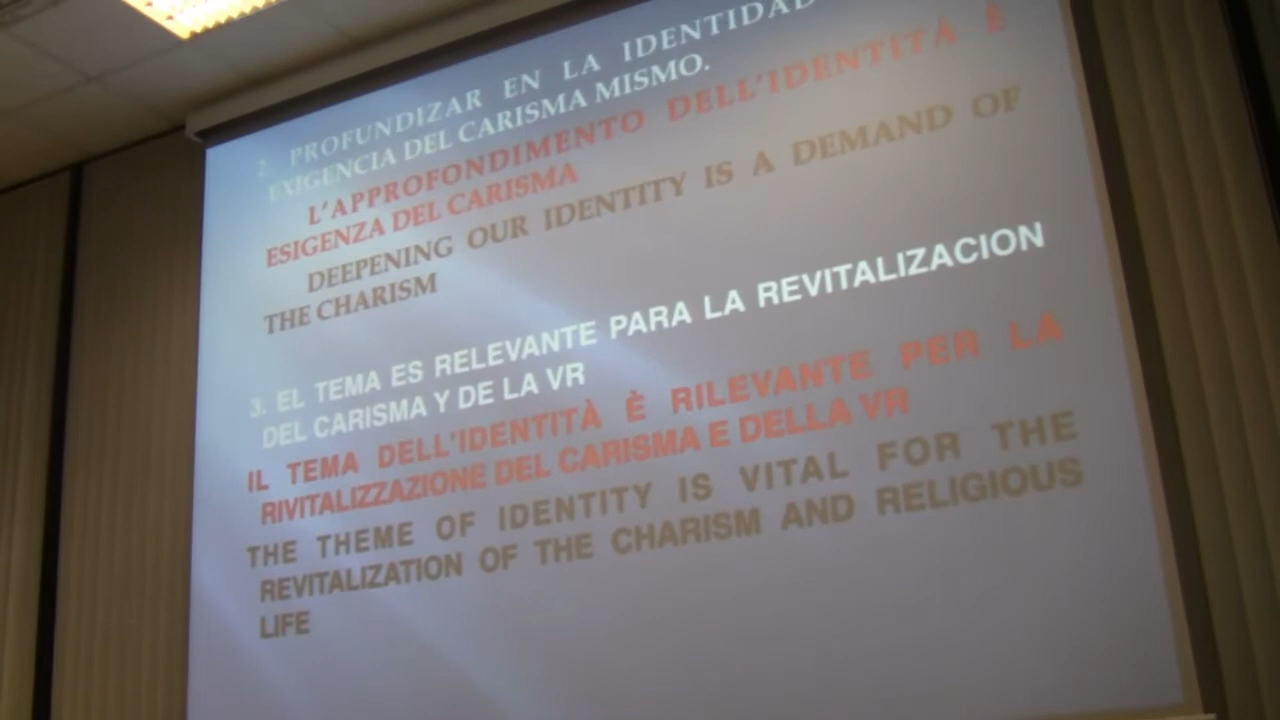 2. PROFUNDIZAR EN LA IDENTIDAD
EXIGENCIA DEL CARISMA MISMO.
L'APPROFONDIMENTO DELL'IDENTITÀ È
ESIGENZA DEL CARISMA
DEEPENING OUR IDENTITY IS A DEMAND OF
THE CHARISM
3. EL TEMA ES RELEVANTE PARA LA REVITALIZACION
DEL CARISMA Y DE LA VR
IL TEMA DELL'IDENTITÀ È RILEVANTE PER LA
RIVITALIZZAZIONE DEL CARISMA E DELLA VR
THE THEME OF IDENTITY IS VITAL FOR THE
REVITALIZATION OF THE CHARISM AND RELIGIOUS
LIFE